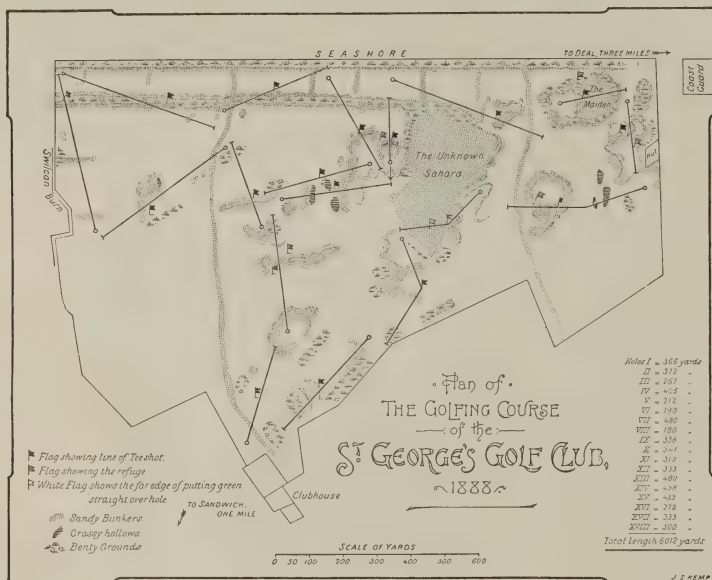 SEASHORE
TO DEAL, THREE MILES
Coast Guard
The Maiden
Hut
The Unknown Sahara
Swilcan Burn
Plan of
THE GOLFING COURSE
of the
ST GEORGE'S GOLF CLUB,
1888
Holes I = 366 yards
II = 372 "
III = 267 "
IV = 405 "
V = 212 "
VI = 190 "
VII = 480 "
VIII = 180 "
IX = 338 "
X =
XI = 312 "
XII = 333 "
XIII = 480 "
XIV =
XV = 433 "
XVI = 272 "
XVII = 333 "
XVIII = 360 "
Total length 6012 yards
Flag showing line of Tee shot.
Flag showing the refuge
White Flag shows the far edge of putting green
straight over hole.
Sandy Bunkers
Grassy hollows
Benty Grounds
TO SANDWICH,
ONE MILE
Clubhouse
SCALE OF YARDS
0 50 100 200 300 400 500 600
J. S. KEMP